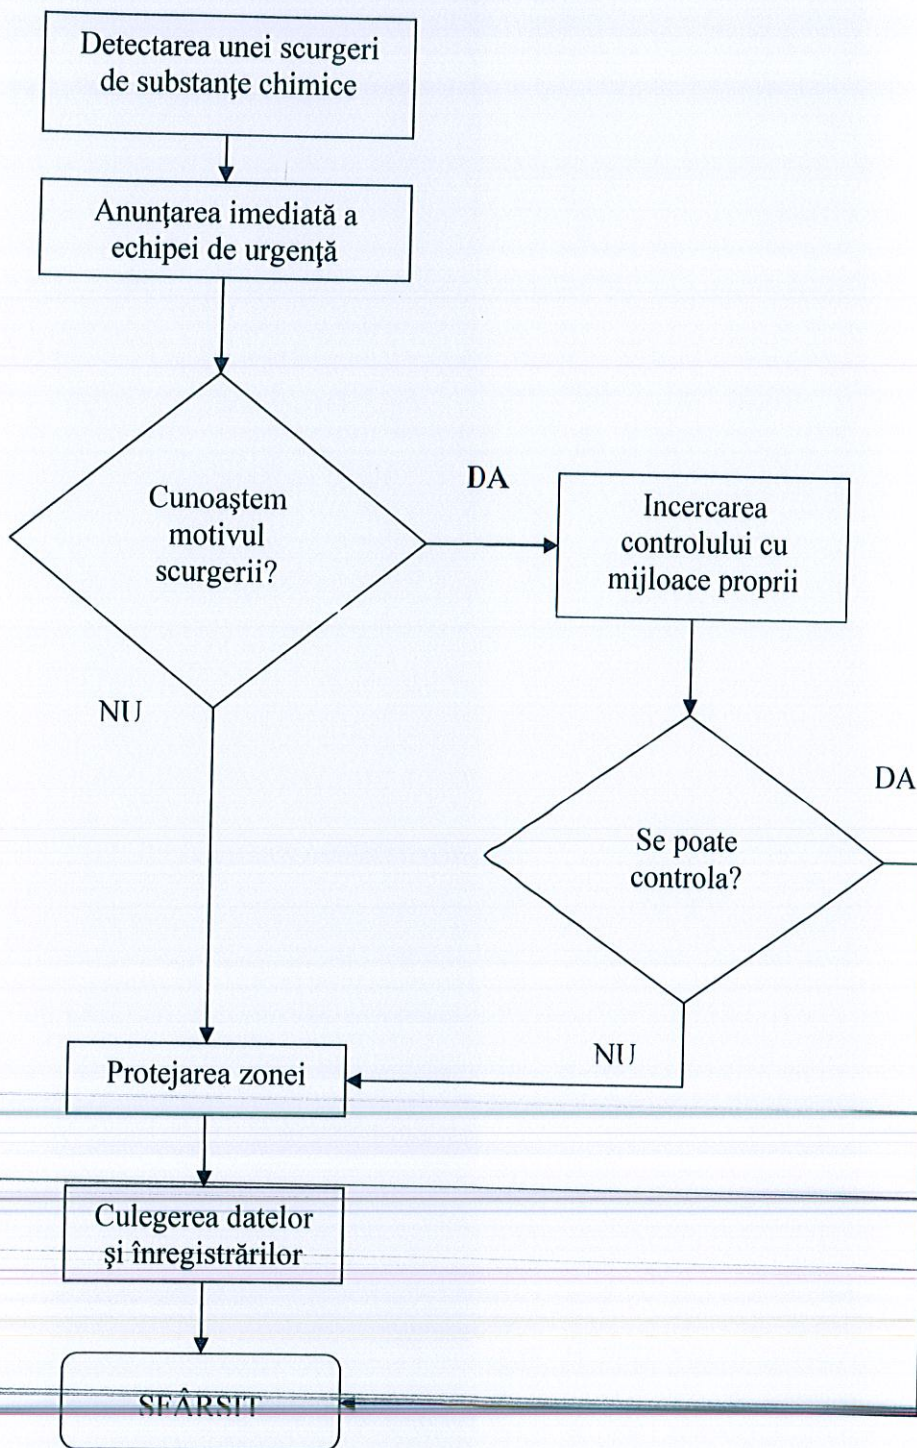 Detectarea unei scurgeri
de substanţe chimice
Anunţarea imediată a
echipei de urgenţă
Cunoaştem
motivul
scurgerii?
DA
Incercarea
controlului cu
mijloace proprii
NU
DA
Se poate
controla?
NU
Protejarea zonei
Culegerea datelor
şi înregistrărilor
SFÂRŞIT